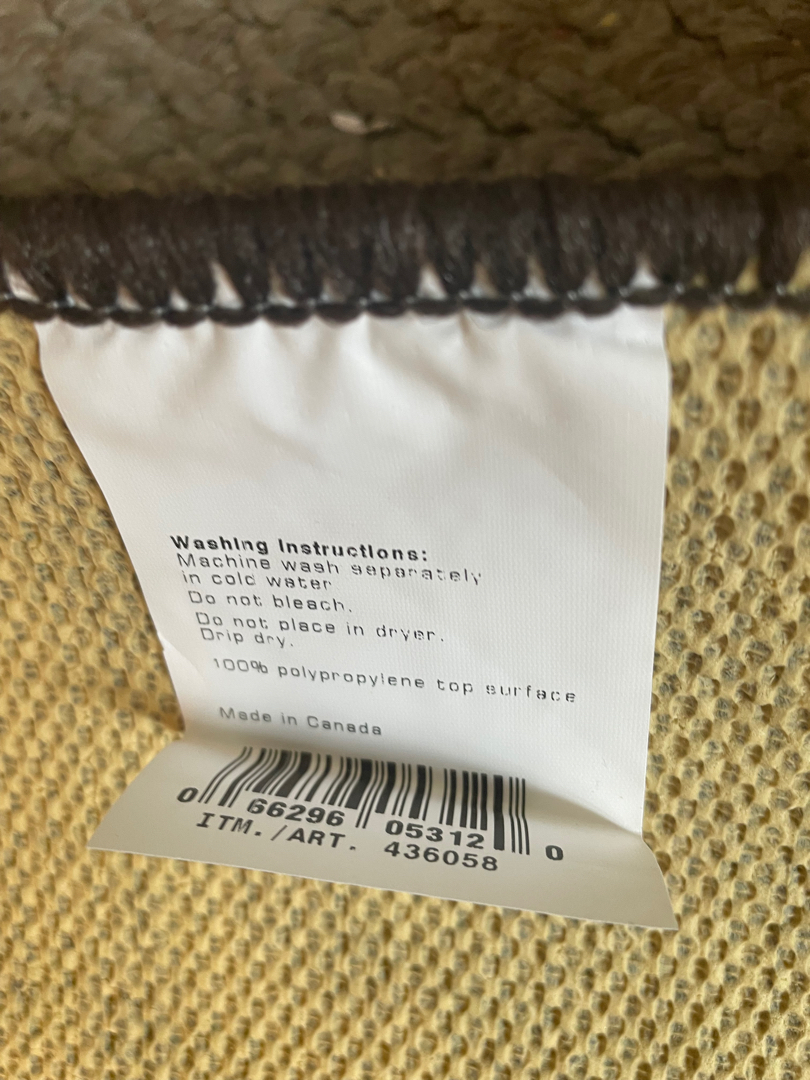 Washing Instructions:
Machine wash separately
in cold water
Do not bleach.
Do not place in dryer.
Drip dry.
100% polypropylene top surface
Made in Canada
0 66296 05312 0
ITM./ART. 436058